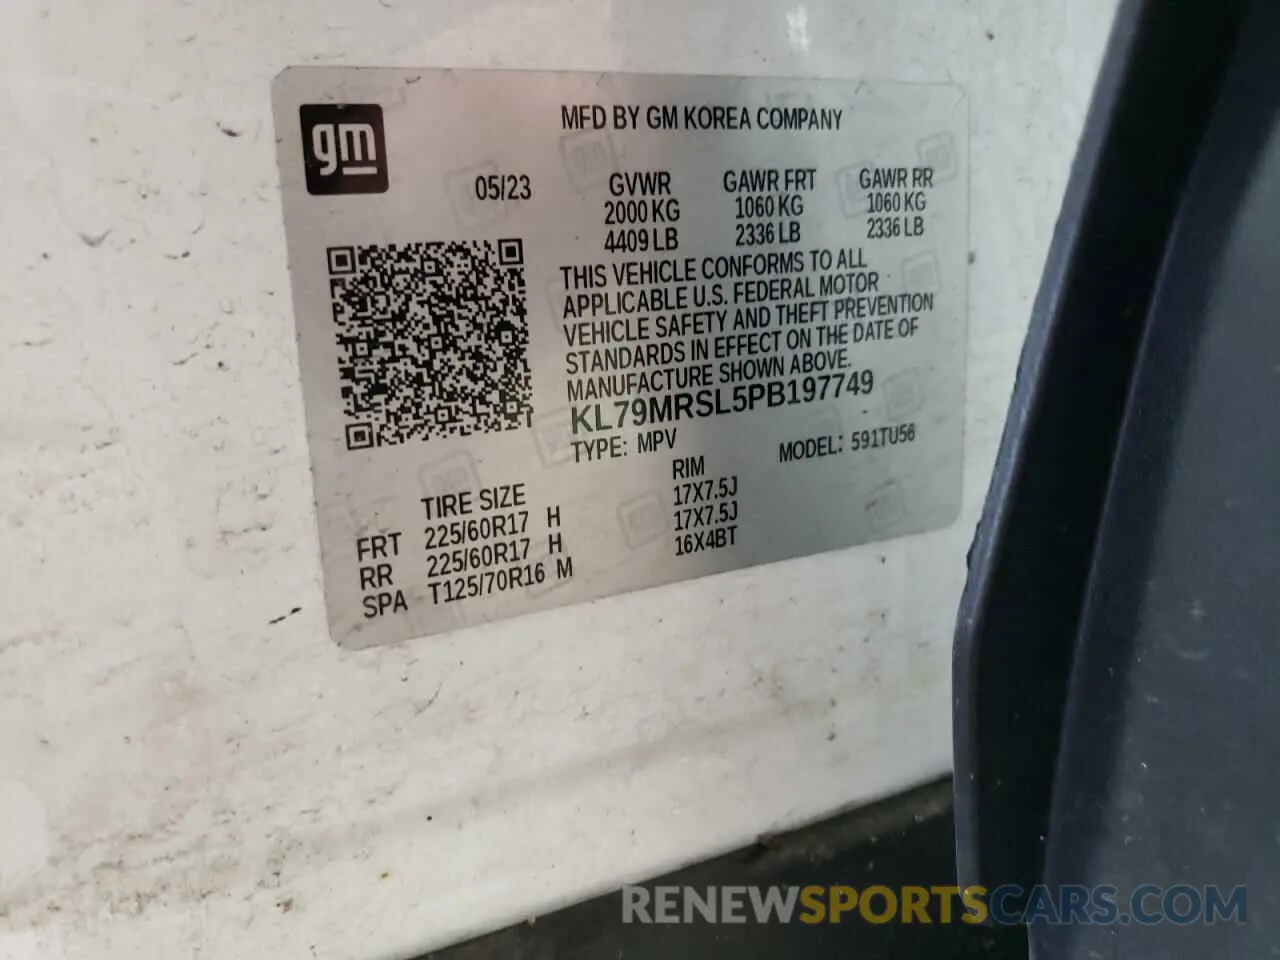 gm
MFD BY GM KOREA COMPANY
05/23
GVWR GAWR FRT GAWR RR
2000 KG 1060 KG 1060 KG
4409 LB 2336 LB 2336 LB
THIS VEHICLE CONFORMS TO ALL
APPLICABLE U.S. FEDERAL MOTOR
VEHICLE SAFETY AND THEFT PREVENTION
STANDARDS IN EFFECT ON THE DATE OF
MANUFACTURE SHOWN ABOVE.
KL79MRSL5PB197749
TYPE: MPV MODEL: 591TU56
TIRE SIZE RIM
FRT 225/60R17 H 17X7.5J
RR 225/60R17 H 17X7.5J
SPA T125/70R16 M 16X4BT
RENEWSPORTSCARS.COM